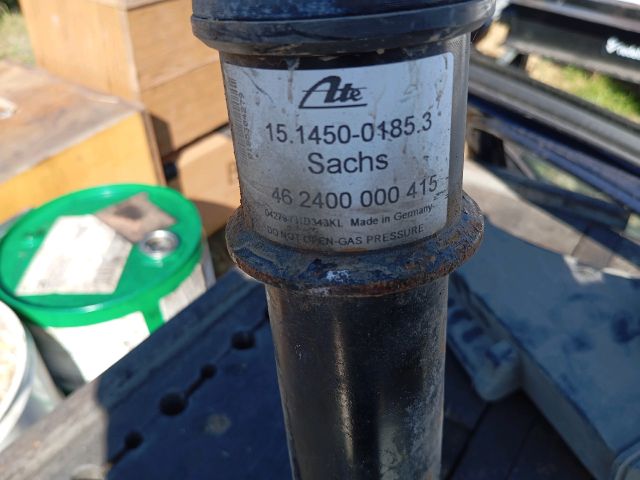 Ate
15.1450-0185.3
Sachs
46 2400 000 415
Made in Germany
DO NOT OPEN-GAS PRESSURE